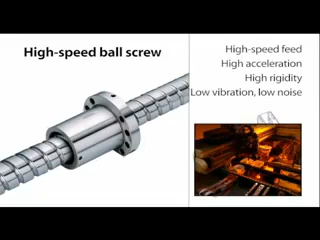 High-speed ball screw
High-speed feed
High acceleration
High rigidity
Low vibration, low noise